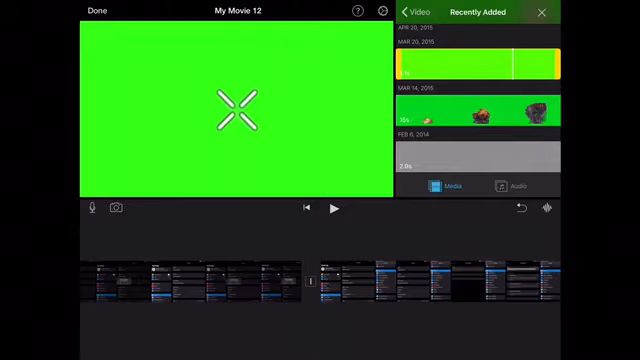 Done
My Movie 12
Video
Recently Added
APR 20, 2015
MAR 20, 2015
MAR 14, 2015
15s
FEB 6, 2014
2.9s
Media
Audio